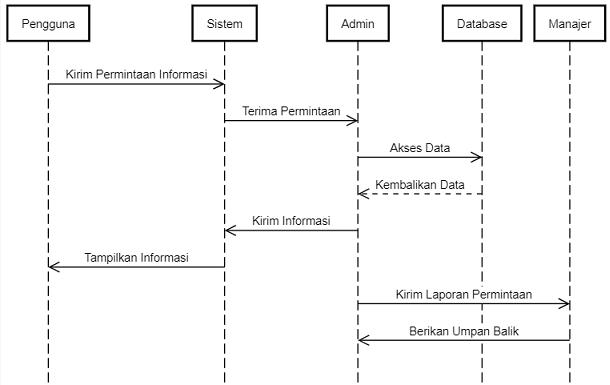 Pengguna
Sistem
Admin
Database
Manajer
Kirim Permintaan Informasi
Terima Permintaan
Akses Data
Kembalikan Data
Kirim Informasi
Tampilkan Informasi
Kirim Laporan Permintaan
Berikan Umpan Balik